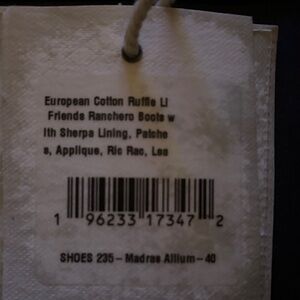 European Cotton Ruffle Li
Friends Ranchero Boots w
ith Sherpa Lining, Patche
s, Applique, Ric Rac, Lea
1 96233 17347 2
SHOES 235 - Madras Allium - 40